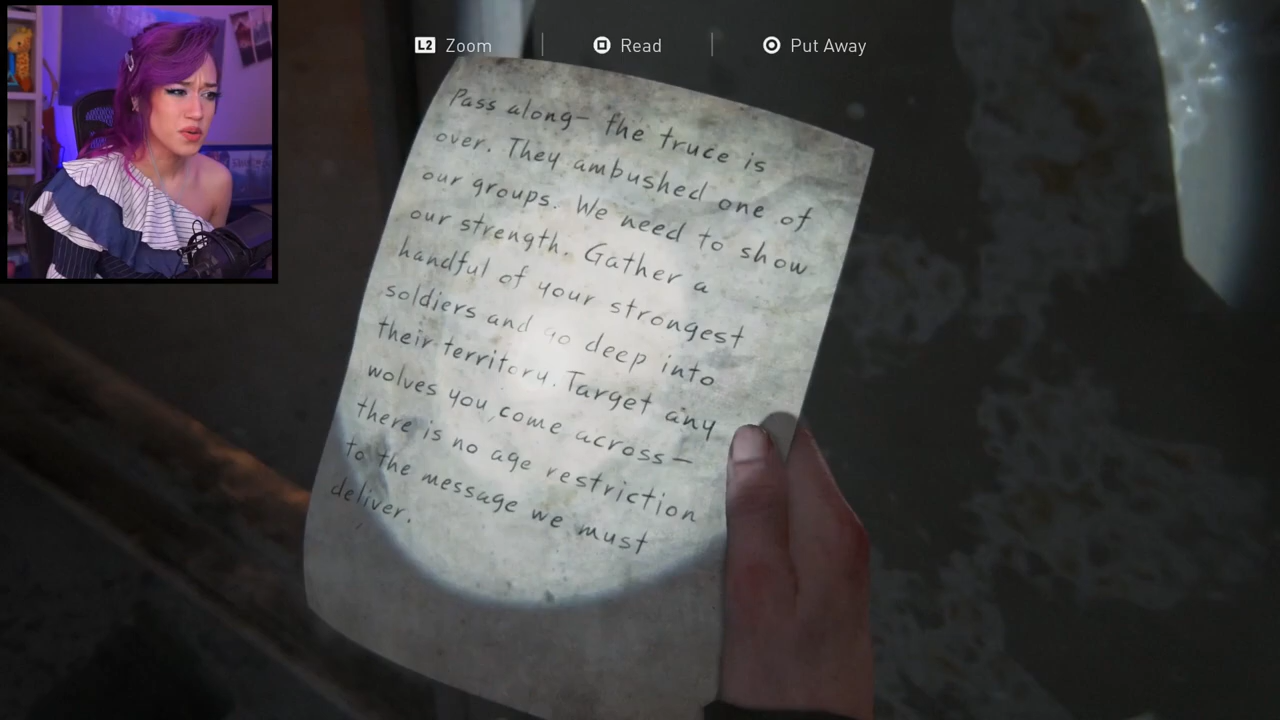 L2 Zoom | Read | Put Away
Pass along— the truce is
over. They ambushed one of
our groups. We need to show
our strength. Gather a
handful of your strongest
soldiers and go deep into
their territory. Target any
wolves you come across—
there is no age restriction
to the message we must
deliver.